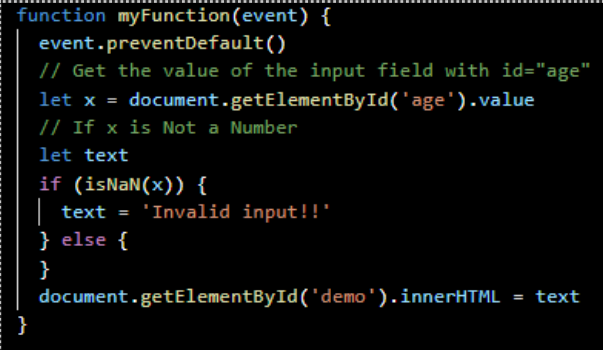 function myFunction(event) {
event.preventDefault()
// Get the value of the input field with id="age"
let x = document.getElementById('age').value
// If x is Not a Number
let text
if (isNaN(x)) {
text = 'Invalid input!!'
} else {
}
document.getElementById('demo').innerHTML = text
}